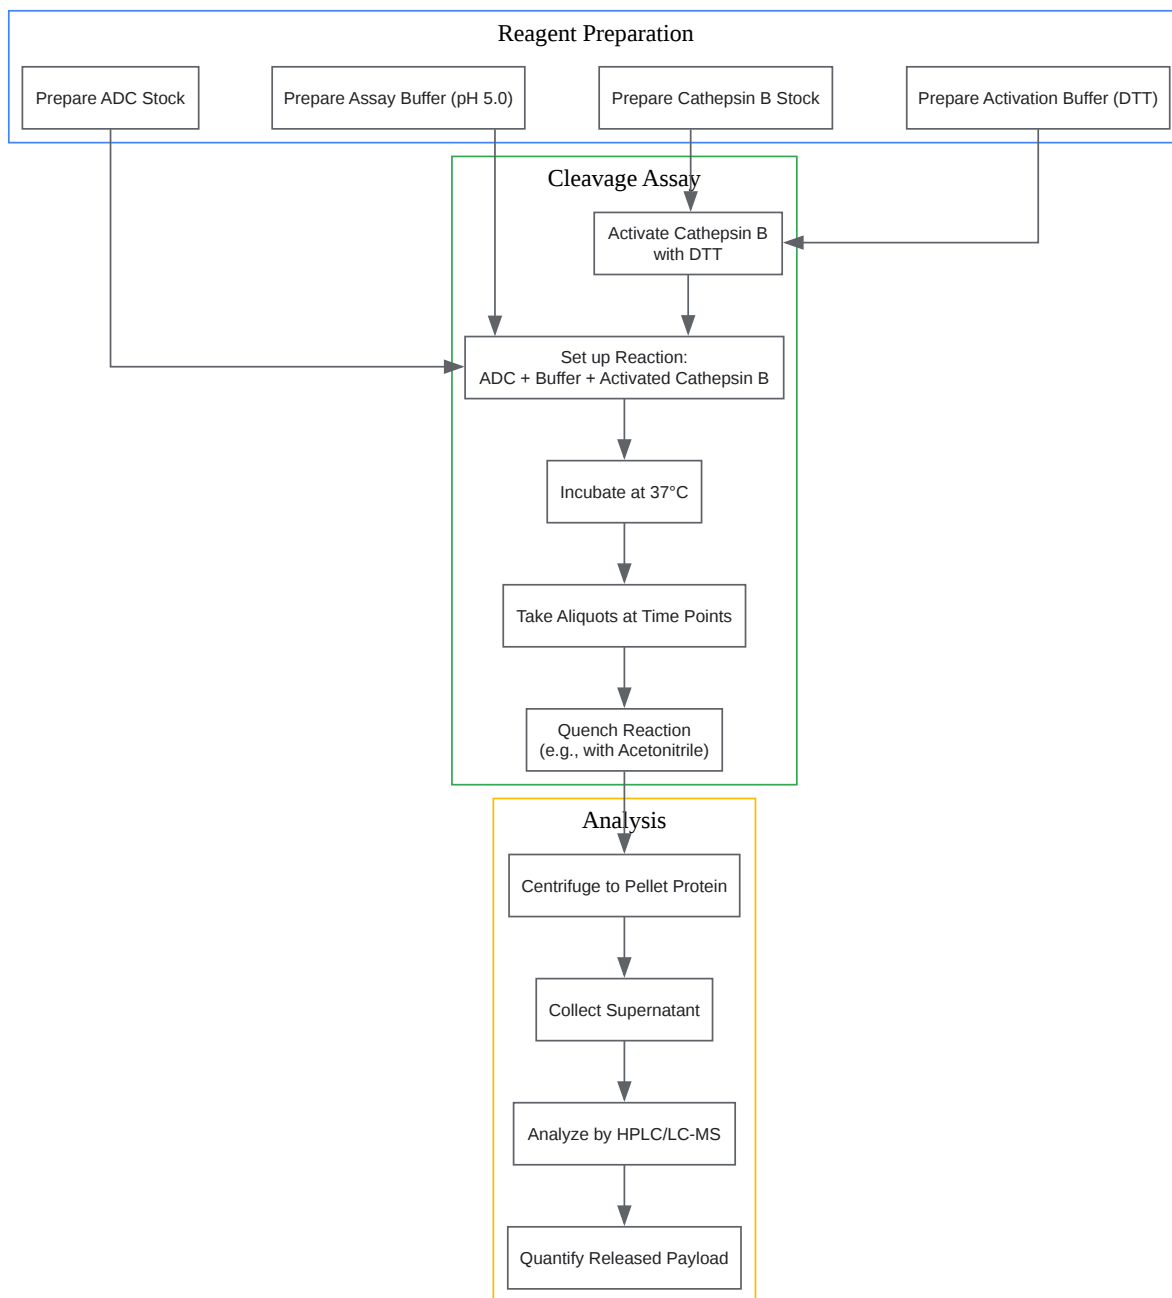 Reagent Preparation
Prepare ADC Stock
Prepare Assay Buffer (pH 5.0)
Prepare Cathepsin B Stock
Prepare Activation Buffer (DTT)
Cleavage Assay
Activate Cathepsin B
with DTT
Set up Reaction:
ADC + Buffer + Activated Cathepsin B
Incubate at 37°C
Take Aliquots at Time Points
Quench Reaction
(e.g., with Acetonitrile)
Analysis
Centrifuge to Pellet Protein
Collect Supernatant
Analyze by HPLC/LC-MS
Quantify Released Payload